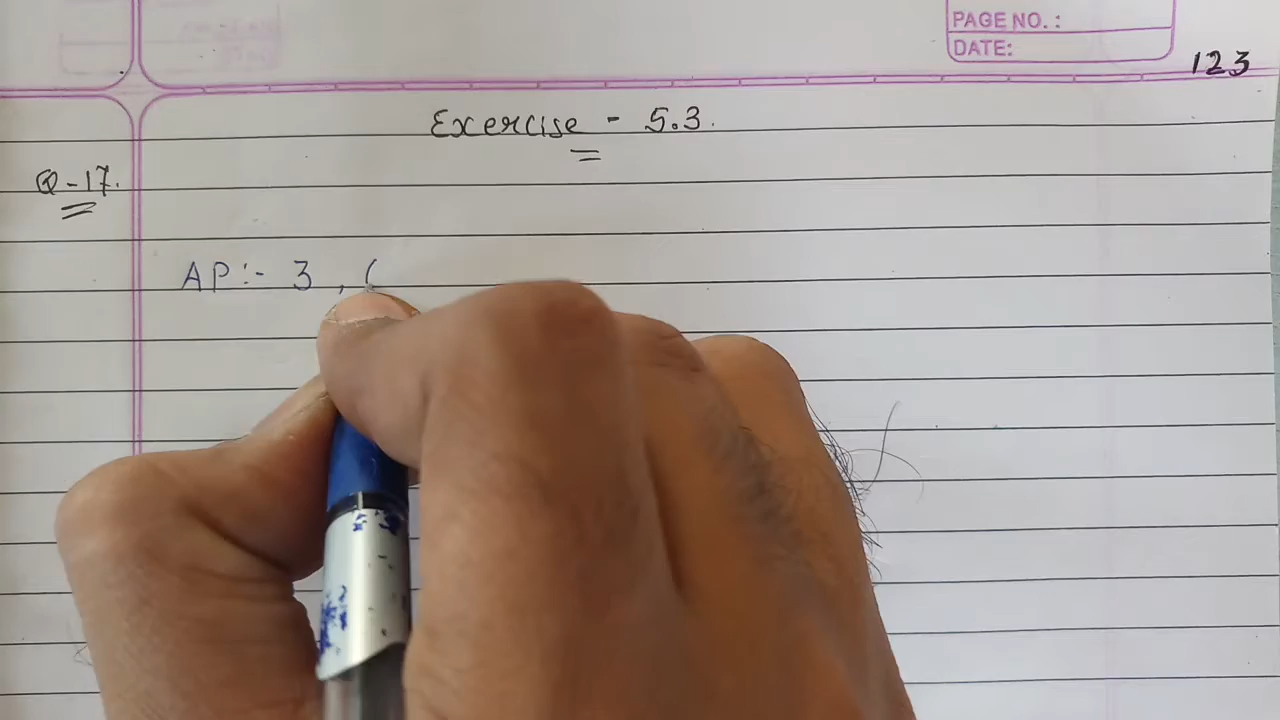 PAGE NO. :
DATE:
123
Exercise - 5.3.
Q-17.
AP :- 3 , (